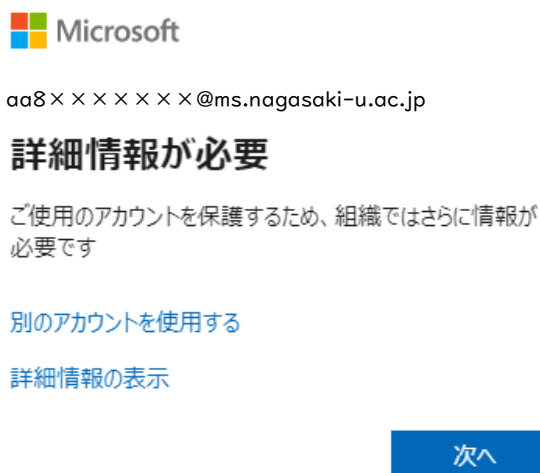 Microsoft
aa8×××××××@ms.nagasaki-u.ac.jp
詳細情報が必要
ご使用のアカウントを保護するため、組織ではさらに情報が
必要です
別のアカウントを使用する
詳細情報の表示
次へ